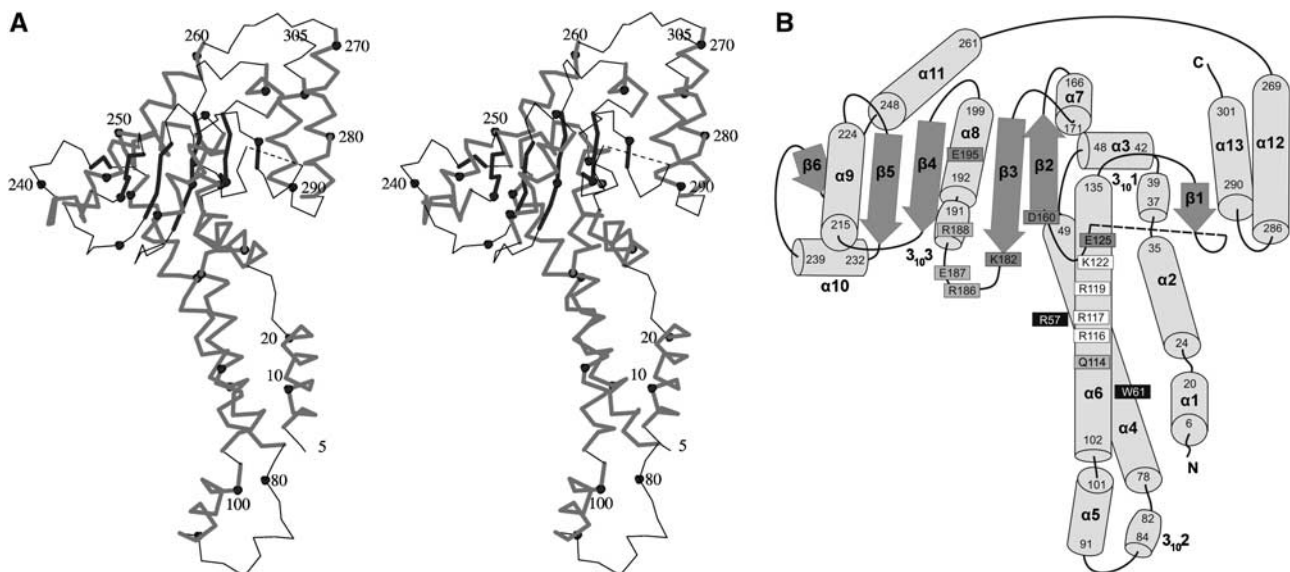 A
260
305
270
250
280
240
290
20
10
5
80
100
260
305
270
250
280
240
290
20
10
5
80
100
B
261
α11
C
166
269
248
199
α7
301
224
α8
171
48 α3 42
α13 α12
β6
β5
β4
E195
β3
β2
α9
192
135
3₁₀1
39
β1
290
191
D160
37
215
R188
49
E125
35
286
239 232
3₁₀3
K182
K122
α10
E187
R119
α2
R186
R57
R117
R116
24
Q114
20
W61
α1
α6
6
102
α4
N
101
78
α5
82
84
3₁₀2
91